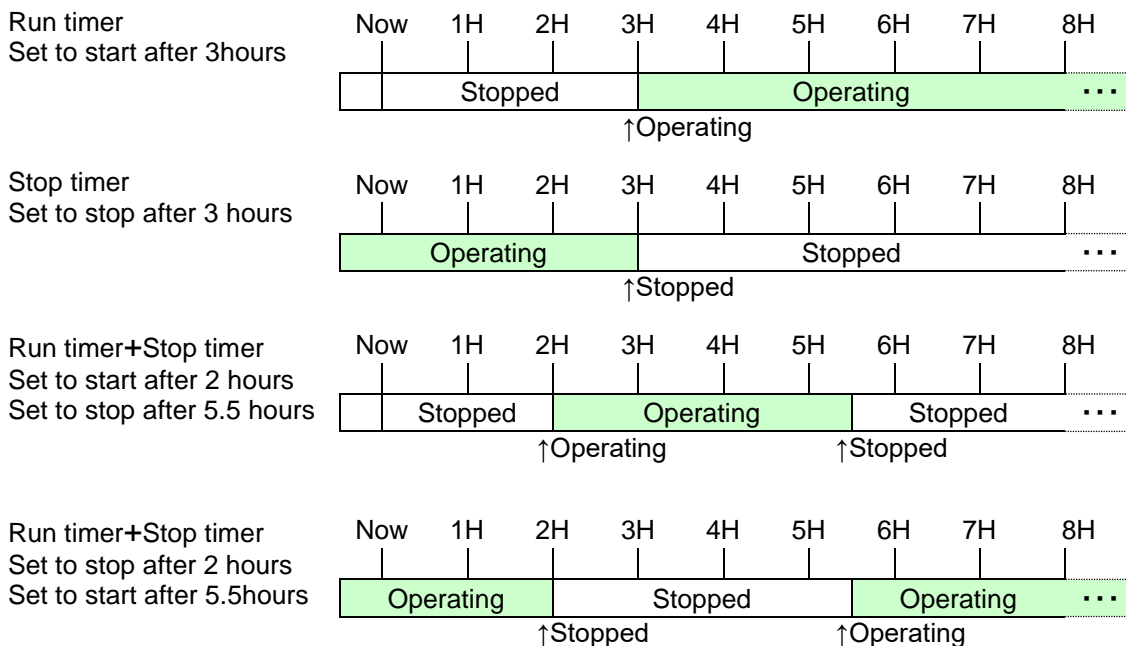 Run timer
Set to start after 3hours
Now 1H 2H 3H 4H 5H 6H 7H 8H
Stopped Operating ···
↑Operating
Stop timer
Set to stop after 3 hours
Now 1H 2H 3H 4H 5H 6H 7H 8H
Operating Stopped ···
↑Stopped
Run timer+Stop timer
Set to start after 2 hours
Set to stop after 5.5 hours
Now 1H 2H 3H 4H 5H 6H 7H 8H
Stopped Operating Stopped ···
↑Operating ↑Stopped
Run timer+Stop timer
Set to stop after 2 hours
Set to start after 5.5hours
Now 1H 2H 3H 4H 5H 6H 7H 8H
Operating Stopped Operating ···
↑Stopped ↑Operating